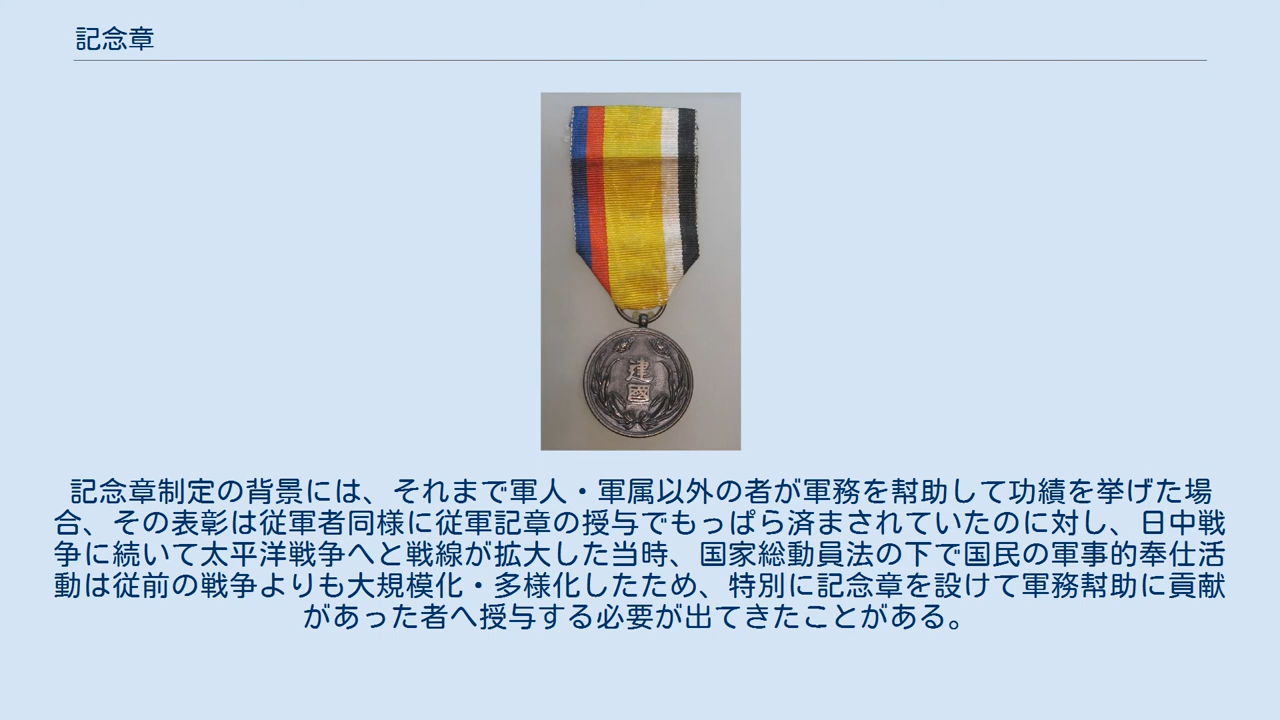 記念章
建
國
記念章制定の背景には、それまで軍人・軍属以外の者が軍務を幇助して功績を挙げた場
合、その表彰は従軍者同様に従軍記章の授与でもっぱら済まされていたのに対し、日中戦
争に続いて太平洋戦争へと戦線が拡大した当時、国家総動員法の下で国民の軍事的奉仕活
動は従前の戦争よりも大規模化・多様化したため、特別に記念章を設けて軍務幇助に貢献
があった者へ授与する必要が出てきたことがある。